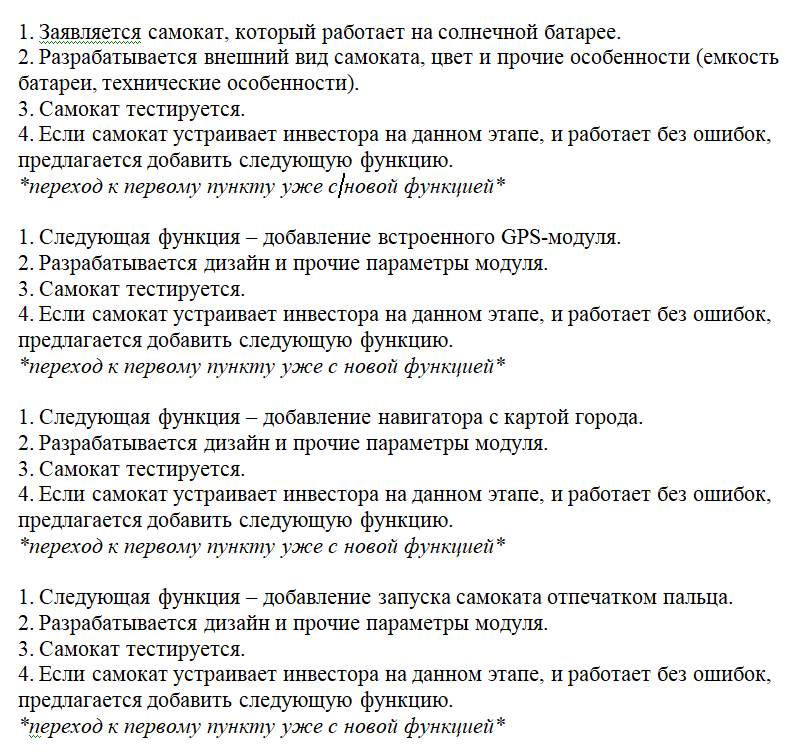 1. Заявляется самокат, который работает на солнечной батарее.
2. Разрабатывается внешний вид самоката, цвет и прочие особенности (емкость
батареи, технические особенности).
3. Самокат тестируется.
4. Если самокат устраивает инвестора на данном этапе, и работает без ошибок,
предлагается добавить следующую функцию.
*переход к первому пункту уже с новой функцией*
1. Следующая функция – добавление встроенного GPS-модуля.
2. Разрабатывается дизайн и прочие параметры модуля.
3. Самокат тестируется.
4. Если самокат устраивает инвестора на данном этапе, и работает без ошибок,
предлагается добавить следующую функцию.
*переход к первому пункту уже с новой функцией*
1. Следующая функция – добавление навигатора с картой города.
2. Разрабатывается дизайн и прочие параметры модуля.
3. Самокат тестируется.
4. Если самокат устраивает инвестора на данном этапе, и работает без ошибок,
предлагается добавить следующую функцию.
*переход к первому пункту уже с новой функцией*
1. Следующая функция – добавление запуска самоката отпечатком пальца.
2. Разрабатывается дизайн и прочие параметры модуля.
3. Самокат тестируется.
4. Если самокат устраивает инвестора на данном этапе, и работает без ошибок,
предлагается добавить следующую функцию.
*переход к первому пункту уже с новой функцией*